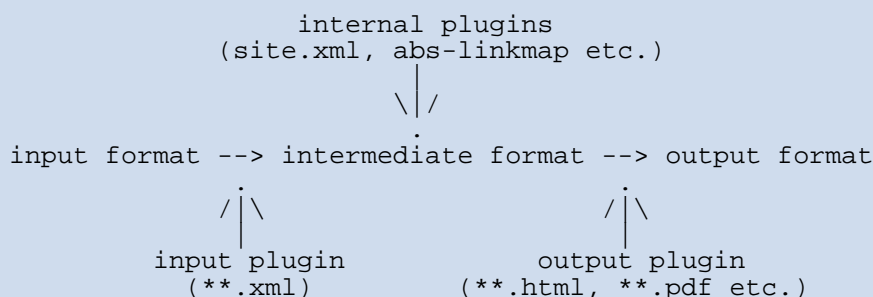 internal plugins
(site.xml, abs-linkmap etc.)
|
\|/
.
input format --> intermediate format --> output format
. .
/|\ /|\
| |
input plugin output plugin
(**.xml) (**.html, **.pdf etc.)